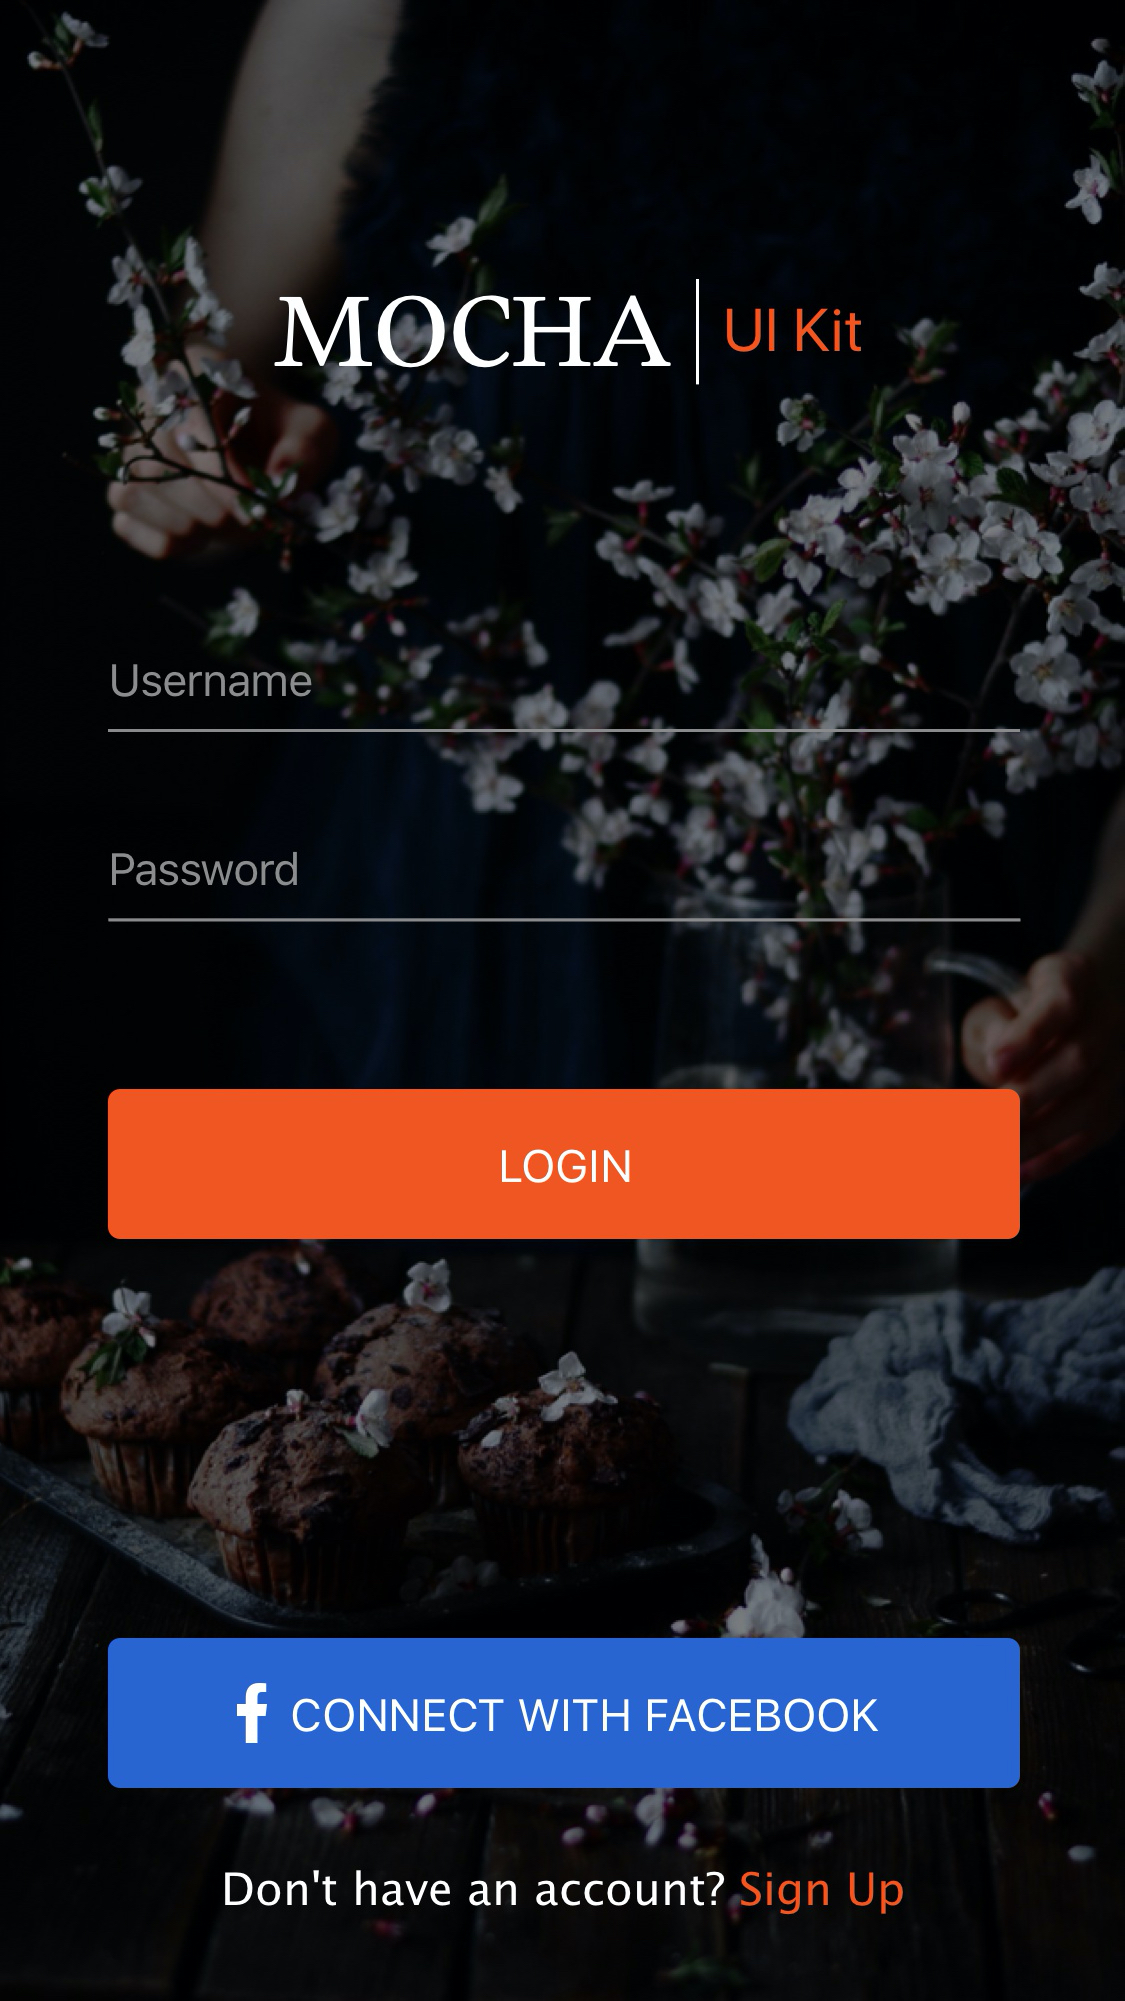 MOCHA | UI Kit
Username
Password
LOGIN
f CONNECT WITH FACEBOOK
Don't have an account? Sign Up